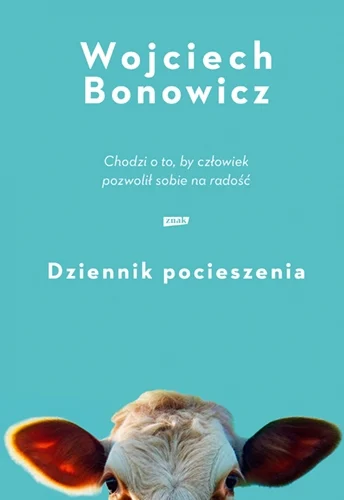 Wojciech
Bonowicz
Chodzi o to, by człowiek
pozwolił sobie na radość
znak
Dziennik pocieszenia